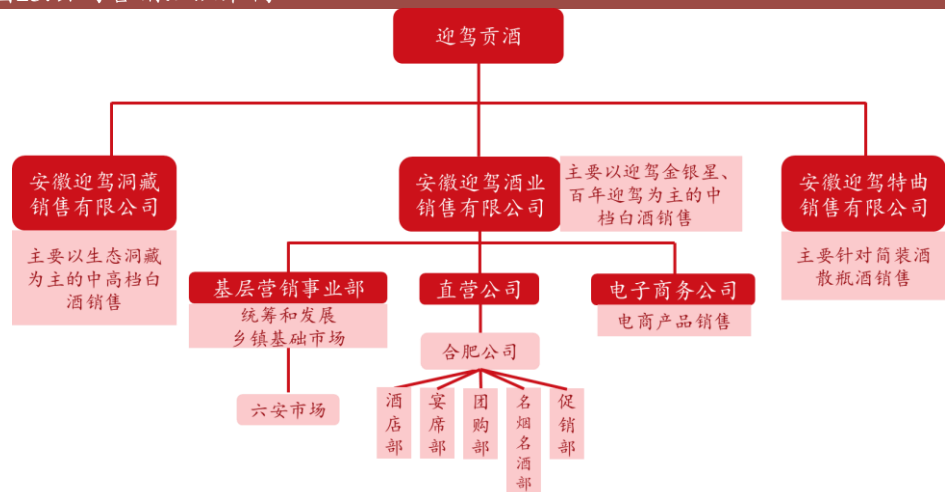 迎驾贡酒
安徽迎驾洞藏
销售有限公司
主要以生态洞藏
为主的中高档白
酒销售
安徽迎驾酒业
销售有限公司
主要以迎驾金银星、
百年迎驾为主的中
档白酒销售
安徽迎驾特曲
销售有限公司
主要针对简装酒
散瓶酒销售
基层营销事业部
统筹和发展
乡镇基础市场
六安市场
直营公司
合肥公司
酒店部
宴席部
团购部
名烟名酒部
促销部
电子商务公司
电商产品销售